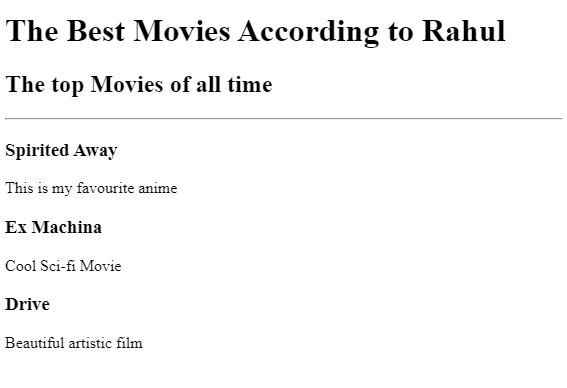 The Best Movies According to Rahul
The top Movies of all time
Spirited Away
This is my favourite anime
Ex Machina
Cool Sci-fi Movie
Drive
Beautiful artistic film